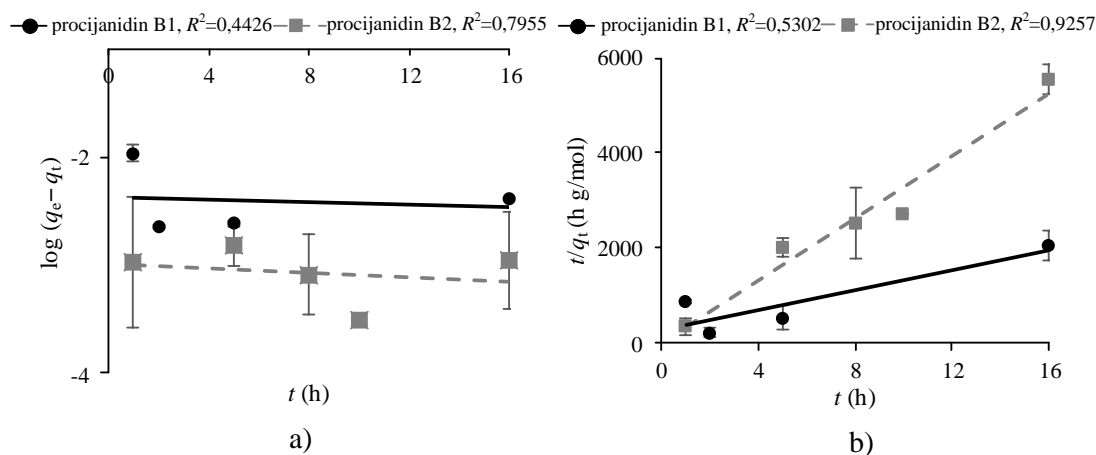 procijanidin B1, R²=0,4426 procijanidin B2, R²=0,7955
0 4 8 12 16
-2
-4
log (qe− qt)
t (h)
a)
procijanidin B1, R²=0,5302 procijanidin B2, R²=0,9257
6000
4000
2000
0
t/qt (h g/mol)
0 4 8 12 16
t (h)
b)